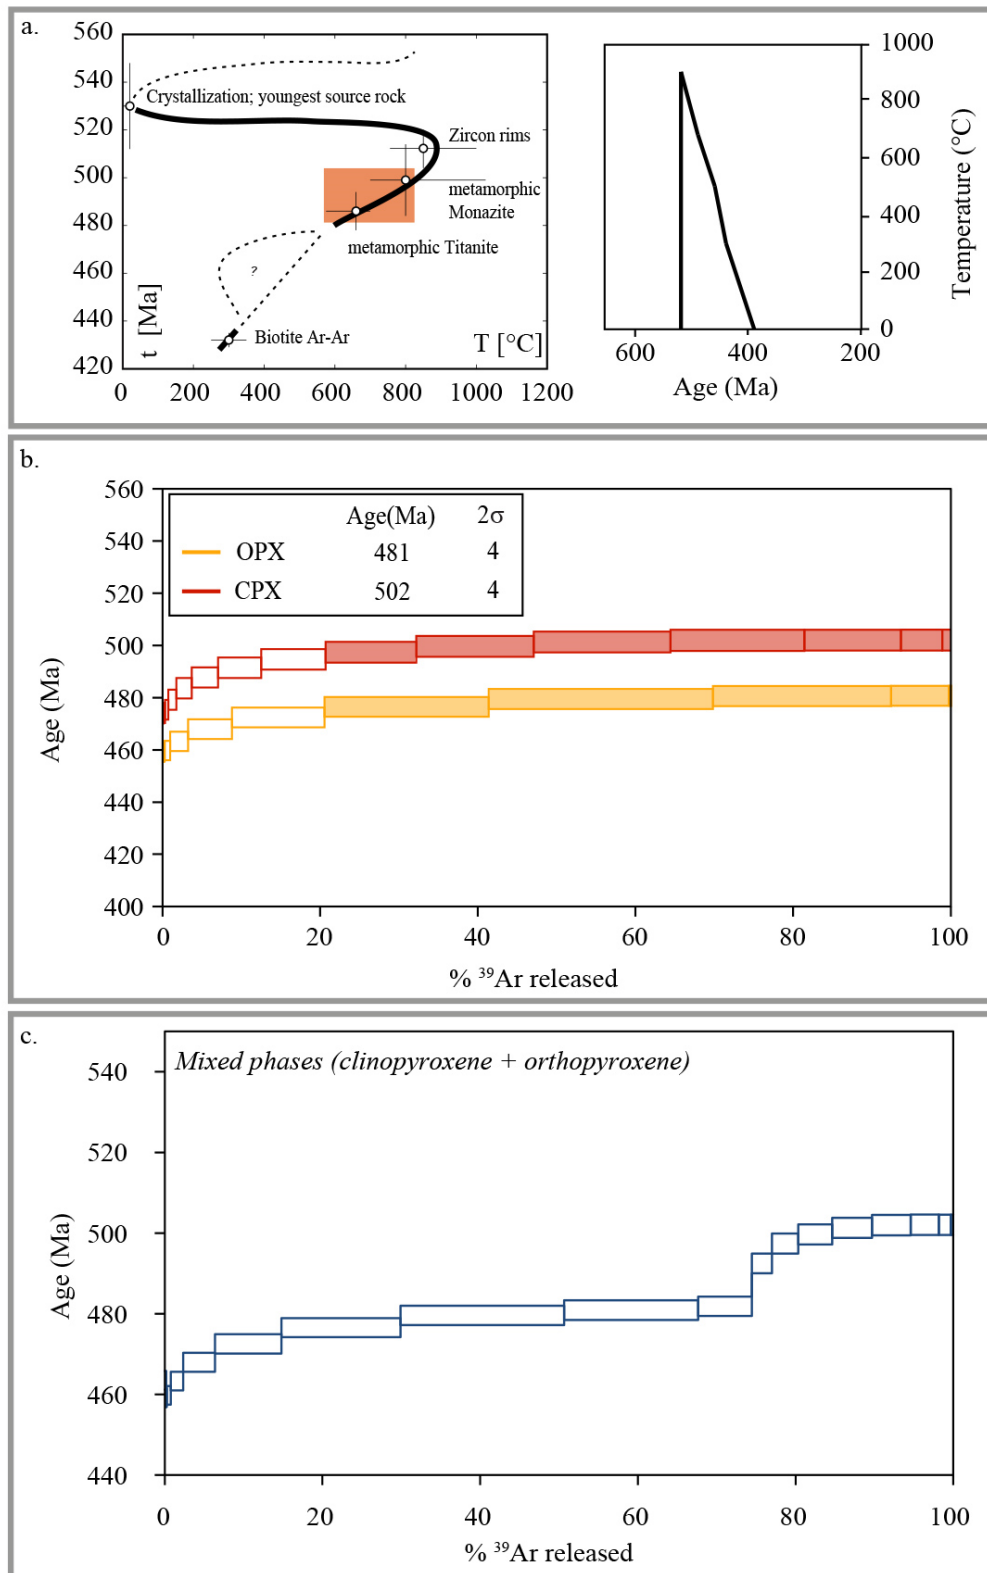 a.
560
540
520
500
480
460
440
420
t [Ma]
Crystallization; youngest source rock
Zircon rims
metamorphic
Monazite
metamorphic Titanite
?
Biotite Ar-Ar
T [°C]
0 200 400 600 800 1000 1200
1000
800
600
400
200
0
Temperature (°C)
600 400 200
Age (Ma)
b.
560
540
520
500
480
460
440
420
400
Age (Ma)
Age(Ma) 2σ
OPX 481 4
CPX 502 4
0 20 40 60 80 100
% ³⁹Ar released
c.
Mixed phases (clinopyroxene + orthopyroxene)
540
520
500
480
460
440
Age (Ma)
0 20 40 60 80 100
% ³⁹Ar released